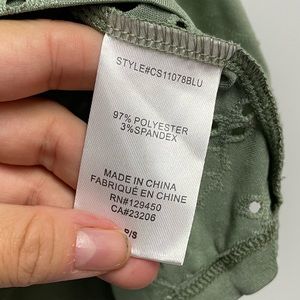 STYLE#CS11078BLU
97% POLYESTER
3%SPANDEX
MADE IN CHINA
FABRIQUÉ EN CHINE
RN#129450
CA#23206
P/S